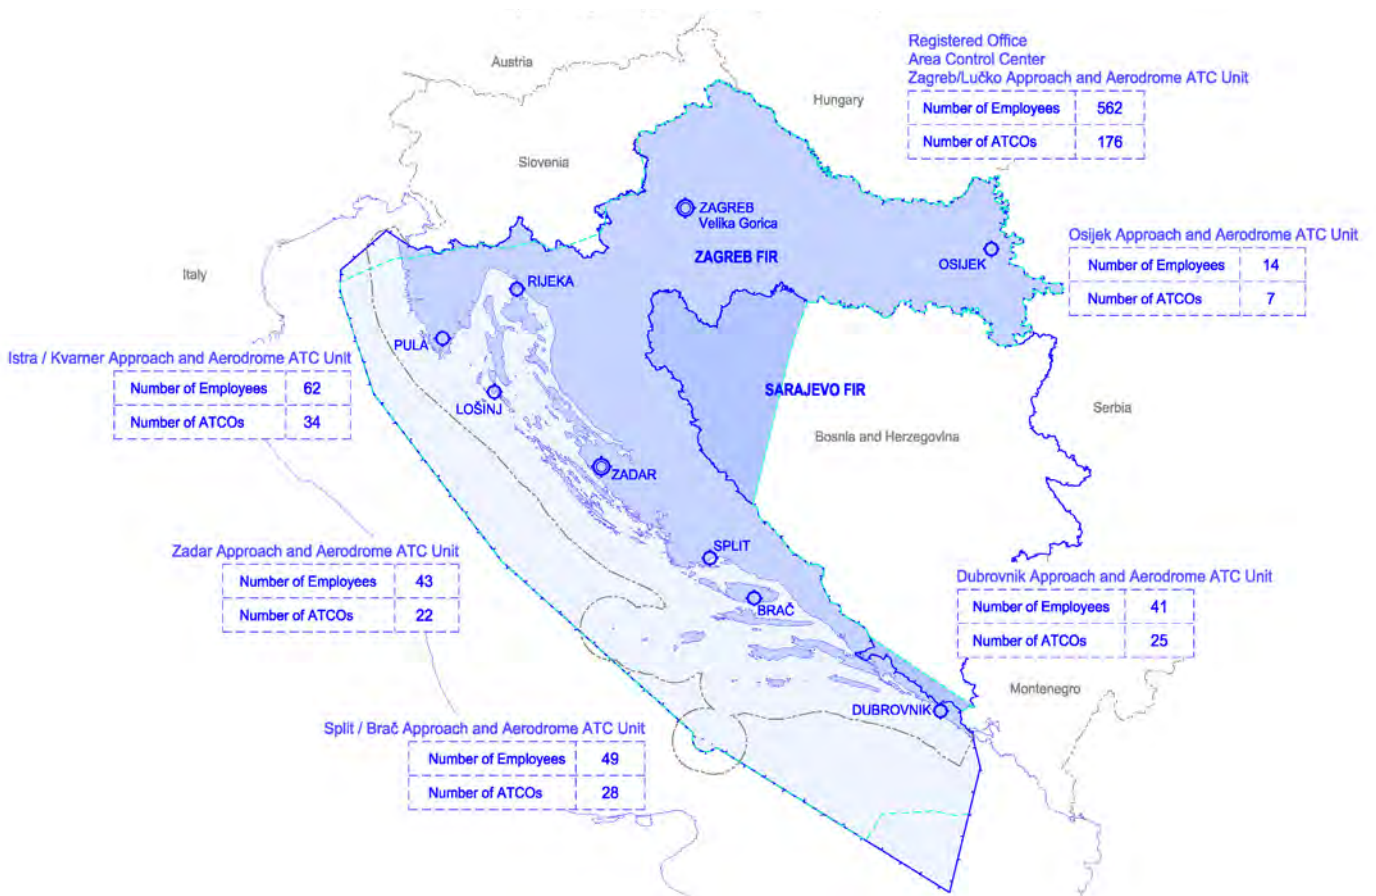 Registered Office
Area Control Center
Zagreb/Lučko Approach and Aerodrome ATC Unit
Number of Employees 562
Number of ATCOs 176
Austria
Hungary
Slovenia
Italy
ZAGREB
Velika Gorica
ZAGREB FIR
OSIJEK
Osijek Approach and Aerodrome ATC Unit
Number of Employees 14
Number of ATCOs 7
RIJEKA
PULA
Istra / Kvarner Approach and Aerodrome ATC Unit
Number of Employees 62
Number of ATCOs 34
LOŠINJ
SARAJEVO FIR
Bosnia and Herzegovina
Serbia
ZADAR
Zadar Approach and Aerodrome ATC Unit
Number of Employees 43
Number of ATCOs 22
SPLIT
BRAČ
Dubrovnik Approach and Aerodrome ATC Unit
Number of Employees 41
Number of ATCOs 25
Montenegro
DUBROVNIK
Split / Brač Approach and Aerodrome ATC Unit
Number of Employees 49
Number of ATCOs 28